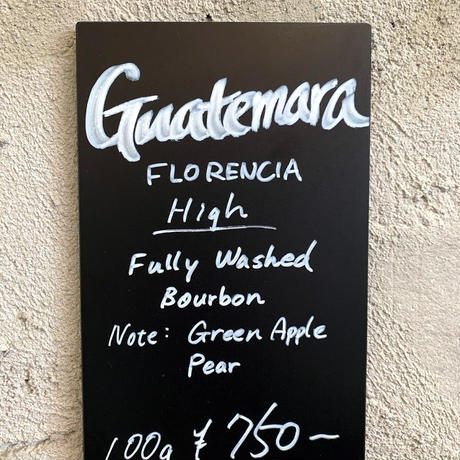 Guatemara
FLORENCIA
High
Fully Washed
Bourbon
Note: Green Apple
Pear
100g ¥750-